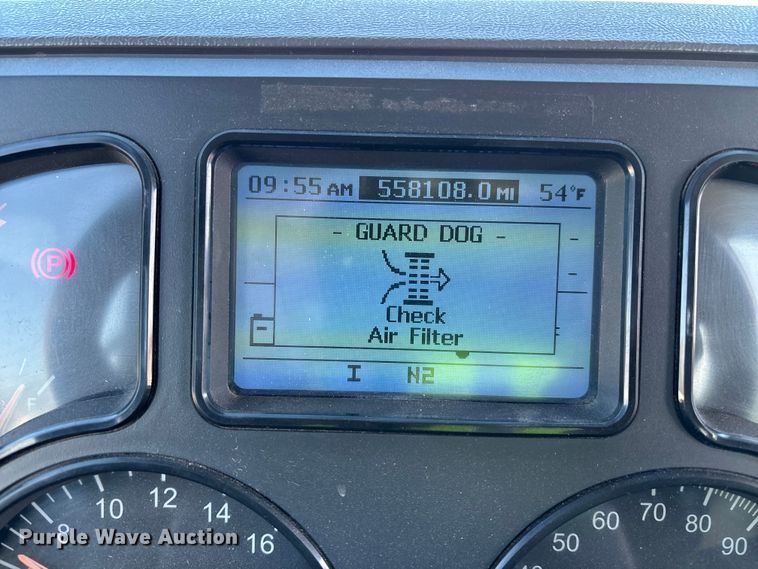 09:55 AM 558108.0 MI 54°F
- GUARD DOG -
Check
Air Filter
I N2
P
F
8 10 12 14 16
50 60 70 80 90
Purple Wave Auction